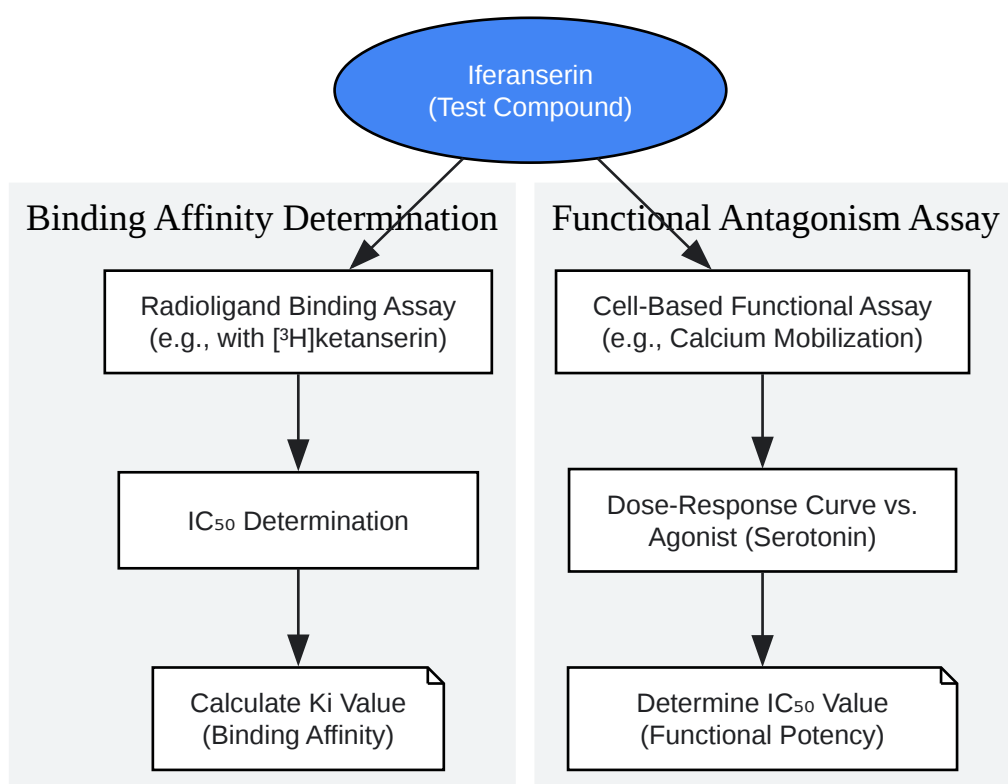 Iferanserin
(Test Compound)
Binding Affinity Determination
Radioligand Binding Assay
(e.g., with [³H]ketanserin)
IC₅₀ Determination
Calculate Ki Value
(Binding Affinity)
Functional Antagonism Assay
Cell-Based Functional Assay
(e.g., Calcium Mobilization)
Dose-Response Curve vs.
Agonist (Serotonin)
Determine IC₅₀ Value
(Functional Potency)